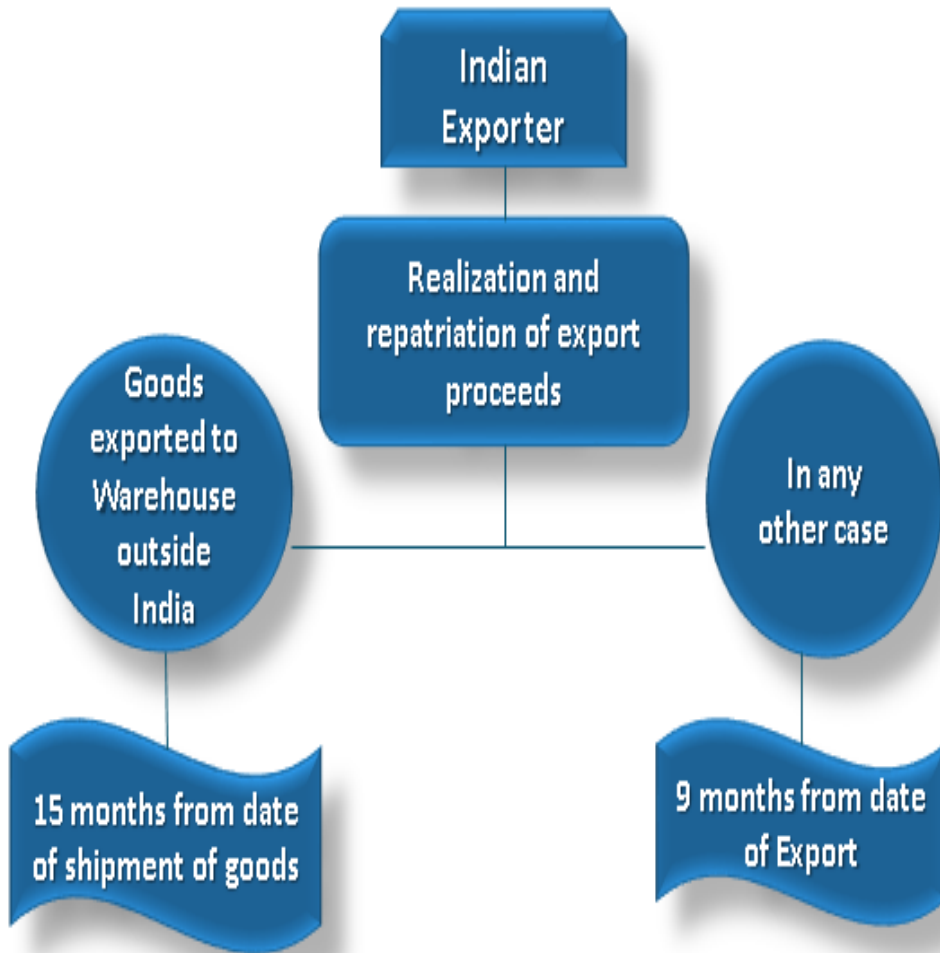 Indian
Exporter
Realization and
repatriation of export
proceeds
Goods
exported to
Warehouse
outside
India
In any
other case
15 months from date
of shipment of goods
9 months from date
of Export